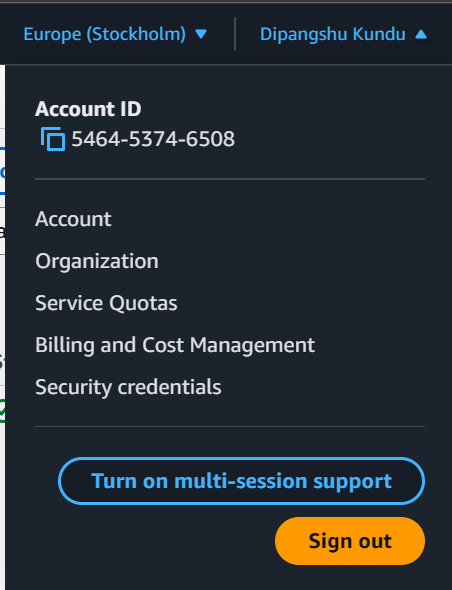 Europe (Stockholm) ▼ Dipangshu Kundu ▲
Account ID
5464-5374-6508
Account
Organization
Service Quotas
Billing and Cost Management
Security credentials
Turn on multi-session support
Sign out